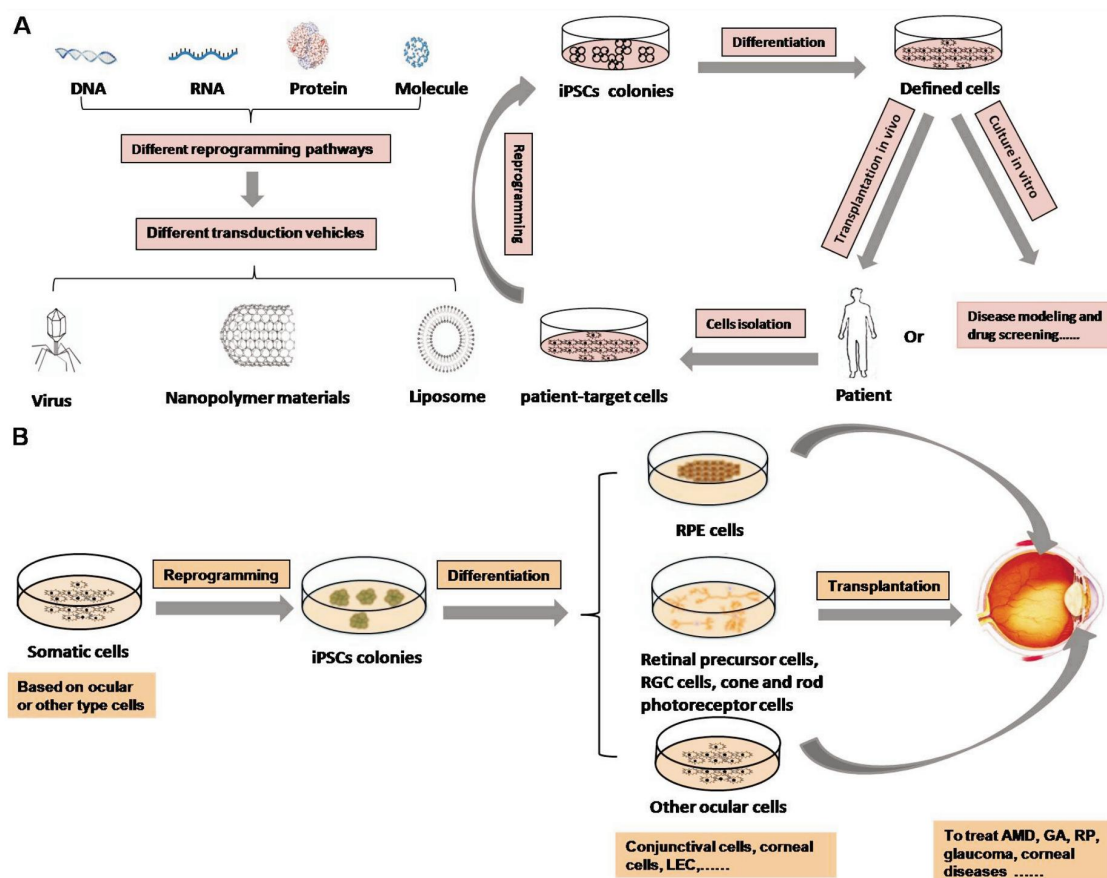 A
DNA
RNA
Protein
Molecule
Different reprogramming pathways
Different transduction vehicles
Virus
Nanopolymer materials
Liposome
iPSCs colonies
Differentiation
Defined cells
Reprogramming
Transplantation in vivo
Culture in vitro
patient-target cells
Cells isolation
Patient
Or
Disease modeling and
drug screening......
B
Somatic cells
Based on ocular
or other type cells
Reprogramming
iPSCs colonies
Differentiation
RPE cells
Retinal precursor cells,
RGC cells, cone and rod
photoreceptor cells
Other ocular cells
Conjunctival cells, corneal
cells, LEC,......
Transplantation
To treat AMD, GA, RP,
glaucoma, corneal
diseases ......